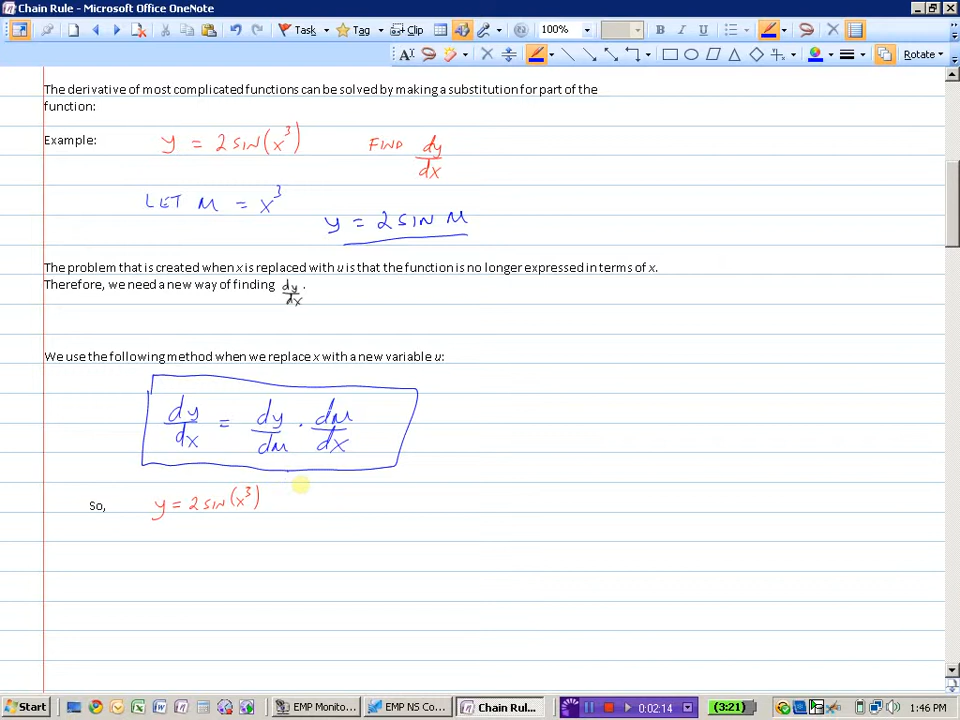 Chain Rule - Microsoft Office OneNote
Task Tag Clip 100% B I U
A Rotate
The derivative of most complicated functions can be solved by making a substitution for part of the
function:
Example: y = 2 SIN(x³) FIND dy/dx
LET u = x³
y = 2 SIN u
The problem that is created when x is replaced with u is that the function is no longer expressed in terms of x.
Therefore, we need a new way of finding dy/dx.
We use the following method when we replace x with a new variable u:
dy/dx = dy/du · du/dx
So, y = 2 sin(x³)
Start EMP Monito... EMP NS Co... Chain Rul... 00:02:14 (3:21) 1:46 PM